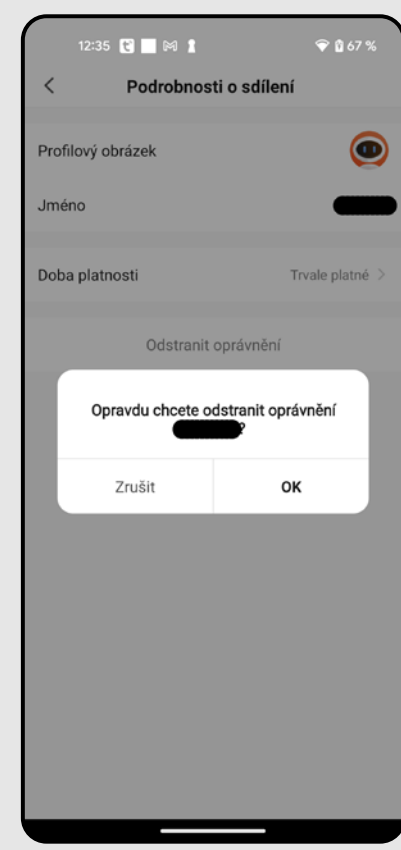 12:35
67 %
Podrobnosti o sdílení
Profilový obrázek
Jméno
Doba platnosti Trvale platné
Odstranit oprávnění
Opravdu chcete odstranit oprávnění
?
Zrušit OK